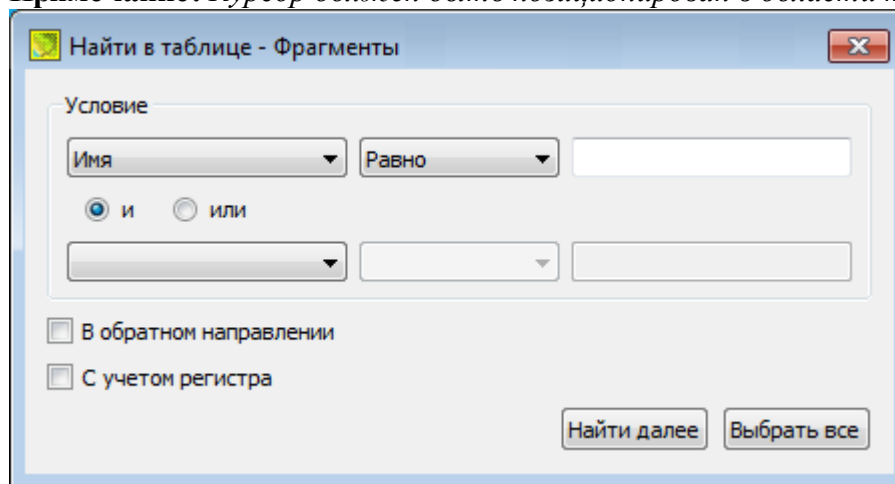 Найти в таблице - Фрагменты
Условие
Имя Равно
и или
В обратном направлении
С учетом регистра
Найти далее Выбрать все